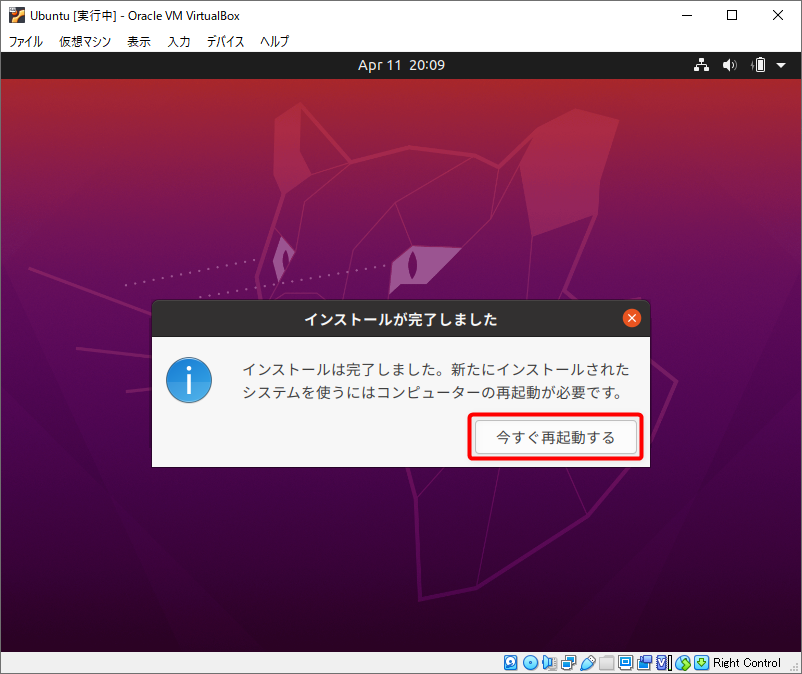 Ubuntu [実行中] - Oracle VM VirtualBox
ファイル 仮想マシン 表示 入力 デバイス ヘルプ
Apr 11 20:09
インストールが完了しました
インストールは完了しました。新たにインストールされた
システムを使うにはコンピューターの再起動が必要です。
今すぐ再起動する
Right Control